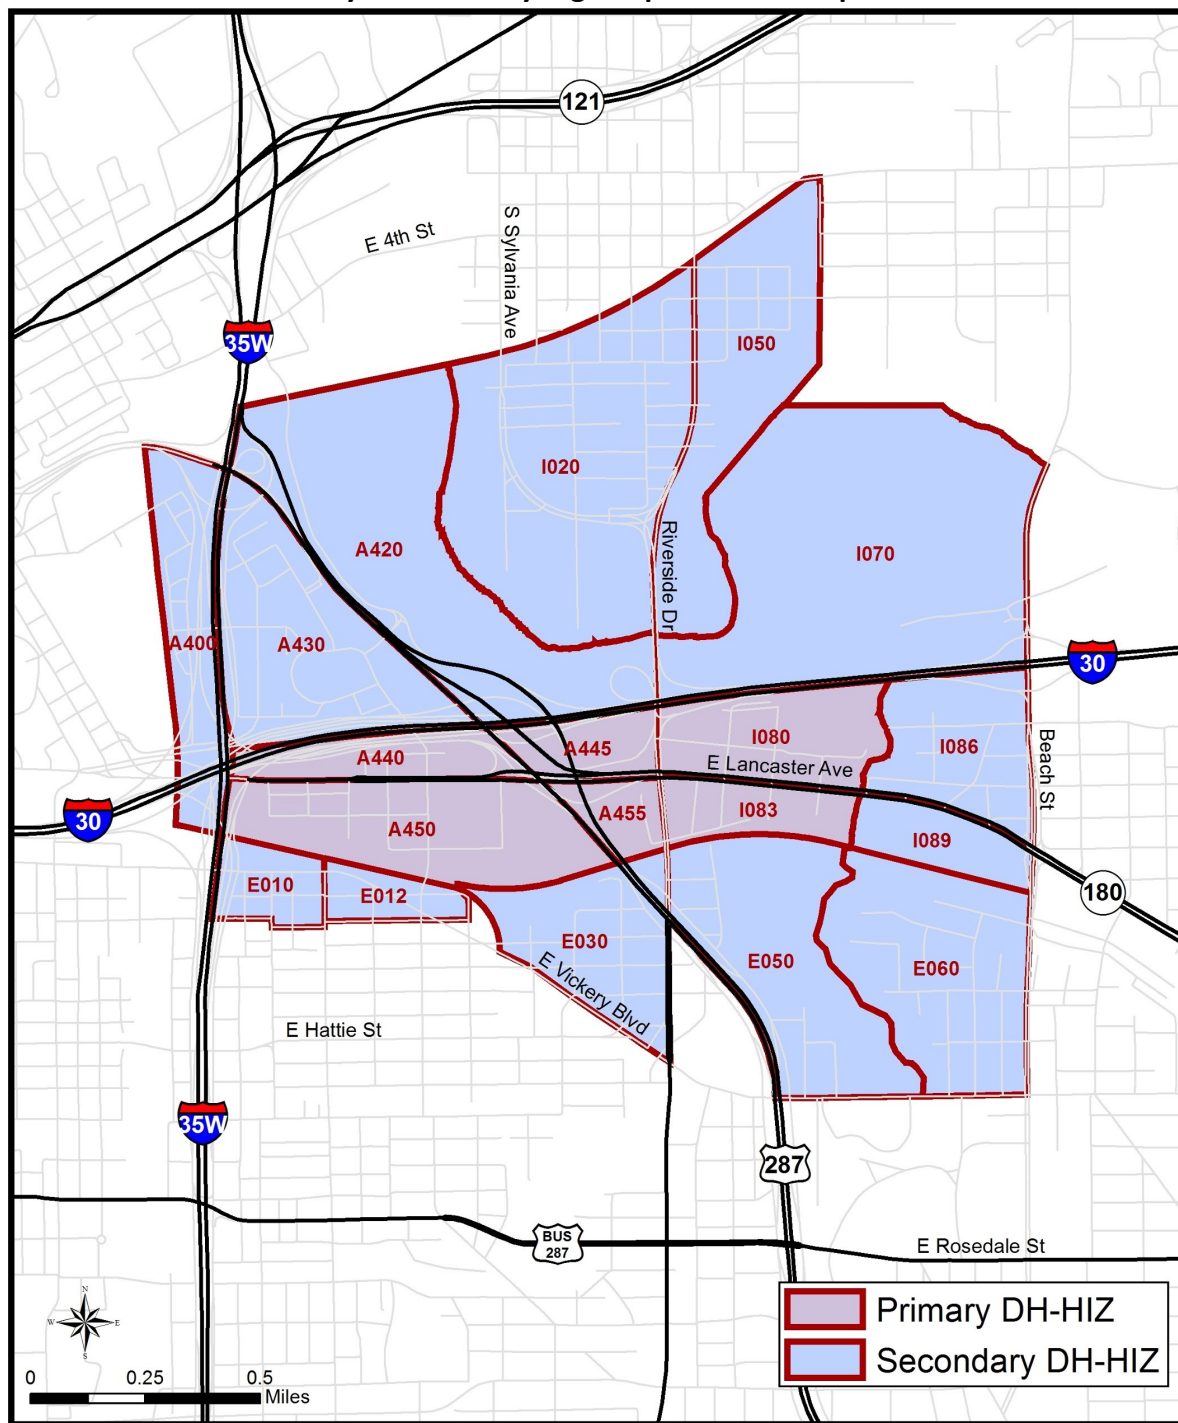 121
E 4th St
S Sylvania Ave
35W
I050
I020
Riverside Dr
A420
I070
A400
A430
30
A440
A445
I080
I086
E Lancaster Ave
Beach St
30
A450
A455
I083
I089
E010
E012
180
E030
E050
E060
E Vickery Blvd
E Hattie St
35W
287
BUS
287
E Rosedale St
Primary DH-HIZ
Secondary DH-HIZ
N
W
E
S
0 0.25 0.5
Miles